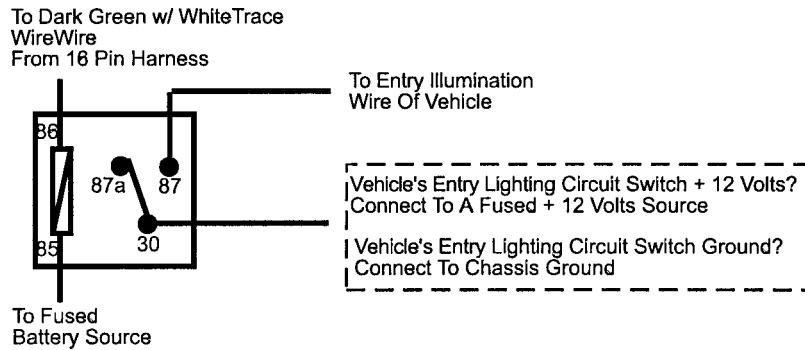 To Dark Green w/ WhiteTrace
WireWire
From 16 Pin Harness
To Entry Illumination
Wire Of Vehicle
86
87a
87
30
85
Vehicle's Entry Lighting Circuit Switch + 12 Volts?
Connect To A Fused + 12 Volts Source
Vehicle's Entry Lighting Circuit Switch Ground?
Connect To Chassis Ground
To Fused
Battery Source